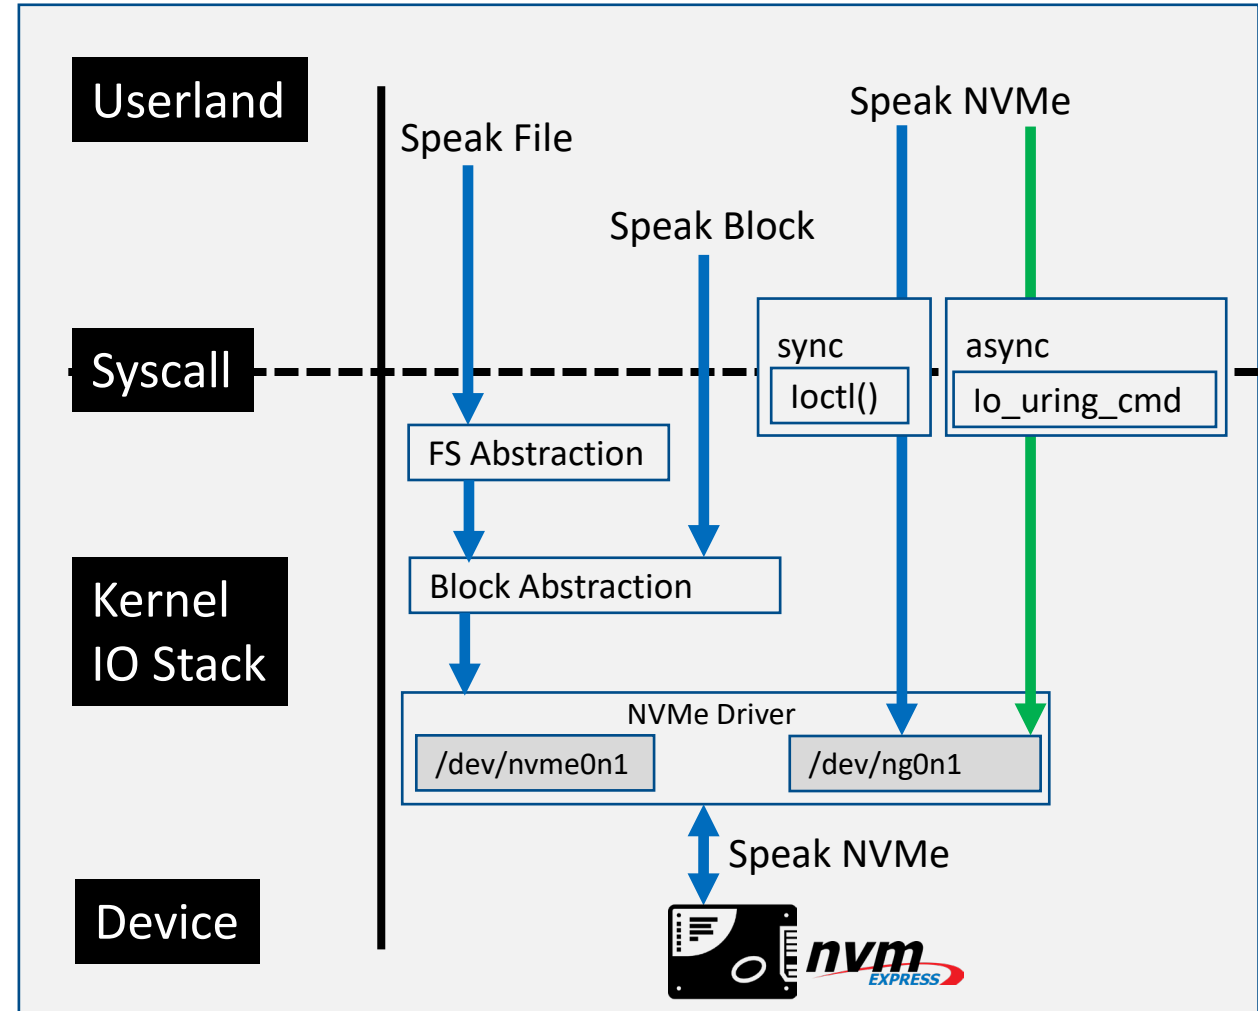 Userland
Speak File
Speak Block
Speak NVMe
Syscall
sync
Ioctl()
async
Io_uring_cmd
FS Abstraction
Block Abstraction
Kernel
IO Stack
NVMe Driver
/dev/nvme0n1
/dev/ng0n1
Speak NVMe
Device
nvm
EXPRESS